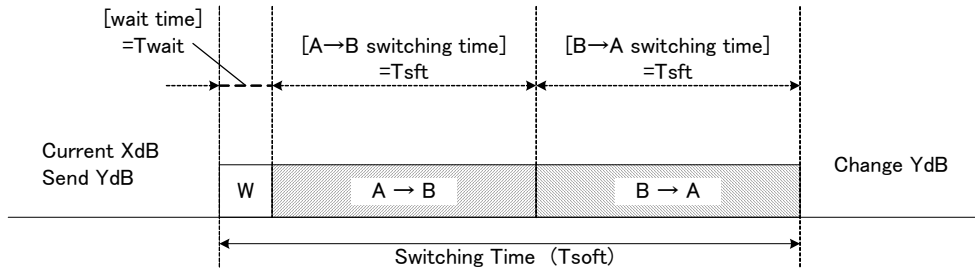 [wait time]
=Twait
[A→B switching time]
=Tsft
[B→A switching time]
=Tsft
Current XdB
Send YdB
W
A → B
B → A
Change YdB
Switching Time (Tsoft)